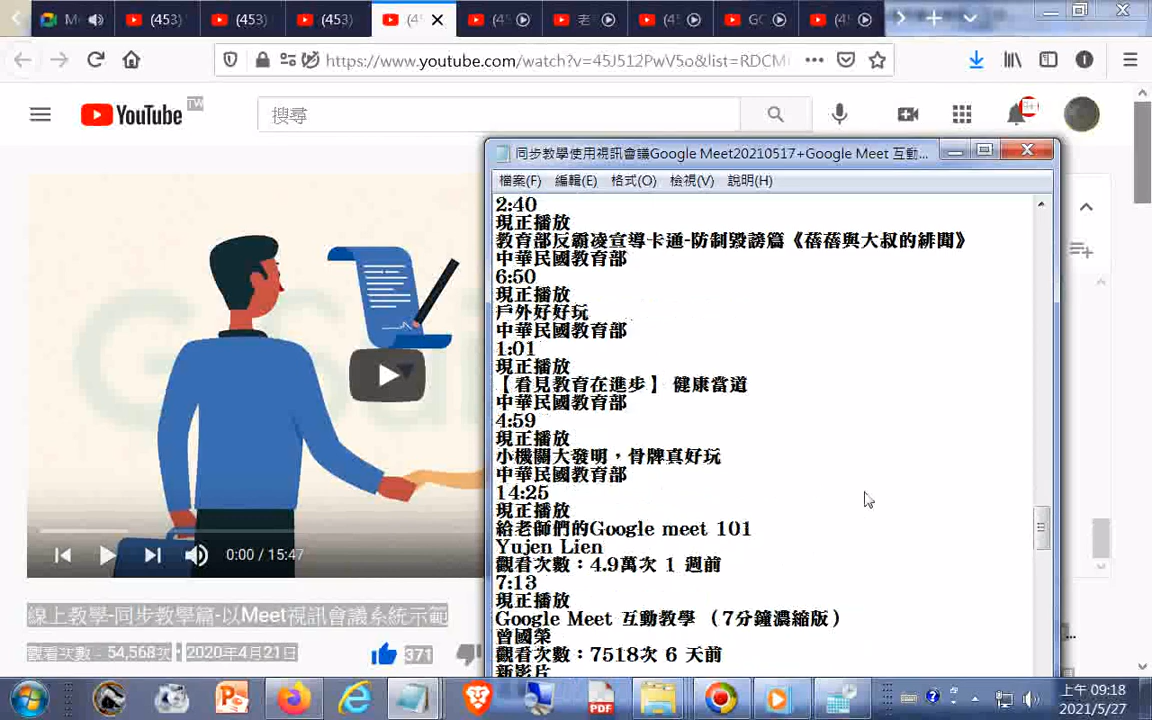 M
(453)
(453)
(453)
(4
(4
老
(4
GC
(4
https://www.youtube.com/watch?v=45J512PwV5o&list=RDCM
YouTube TW
搜尋
9+
同步教學使用視訊會議Google Meet20210517+Google Meet 互動...
檔案(F) 編輯(E) 格式(O) 檢視(V) 說明(H)
2:40
現正播放
教育部反霸凌宣導卡通-防制毀謗篇《蓓蓓與大叔的緋聞》
中華民國教育部
6:50
現正播放
戶外好好玩
中華民國教育部
1:01
現正播放
【看見教育在進步】 健康當道
中華民國教育部
4:59
現正播放
小機關大發明，骨牌真好玩
中華民國教育部
14:25
現正播放
給老師們的Google meet 101
Yujen Lien
觀看次數：4.9萬次 1 週前
7:13
現正播放
Google Meet 互動教學 （7分鐘濃縮版）
曾國榮
觀看次數：7518次 6 天前
新影片
GSui
0:00 / 15:47
線上教學-同步教學篇-以Meet視訊會議系統示範
觀看次數：54,568次 • 2020年4月21日
371
PDF
上午 09:18
2021/5/27